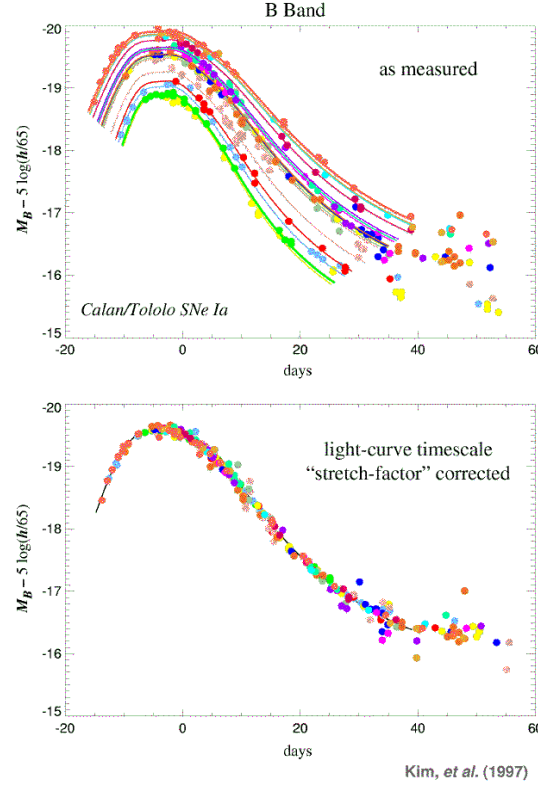 B Band
-20
as measured
-19
-18
M_B – 5 log(h/65)
-17
-16
Calan/Tololo SNe Ia
-15
-20 0 20 40 60
days
-20
light-curve timescale
“stretch-factor” corrected
-19
-18
M_B – 5 log(h/65)
-17
-16
-15
-20 0 20 40 60
days
Kim, et al. (1997)